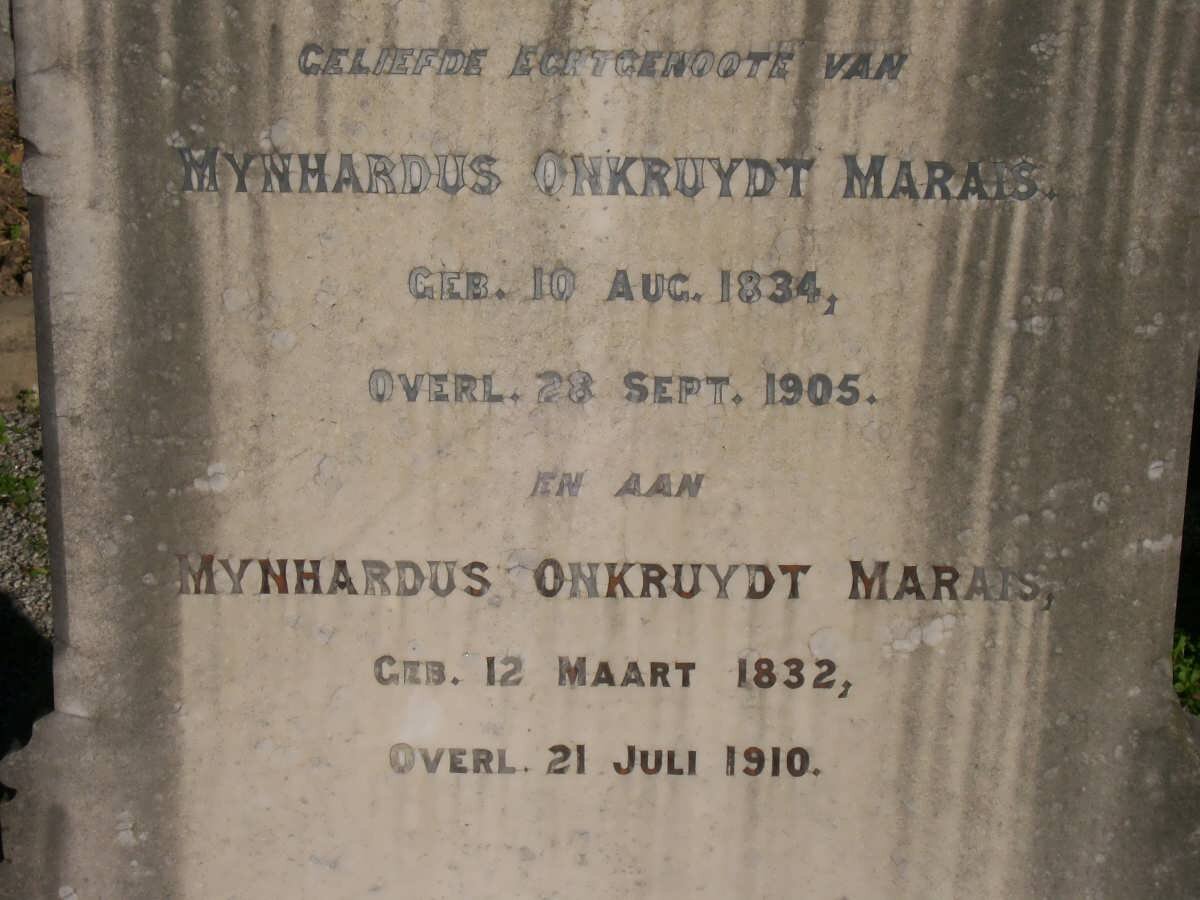 GELIEFDE ECHTGENOOTE VAN
MYNHARDUS ONKRUYDT MARAIS.
GEB. 10 AUG. 1834,
OVERL. 28 SEPT. 1905.
EN AAN
MYNHARDUS ONKRUYDT MARAIS,
GEB. 12 MAART 1832,
OVERL. 21 JULI 1910.